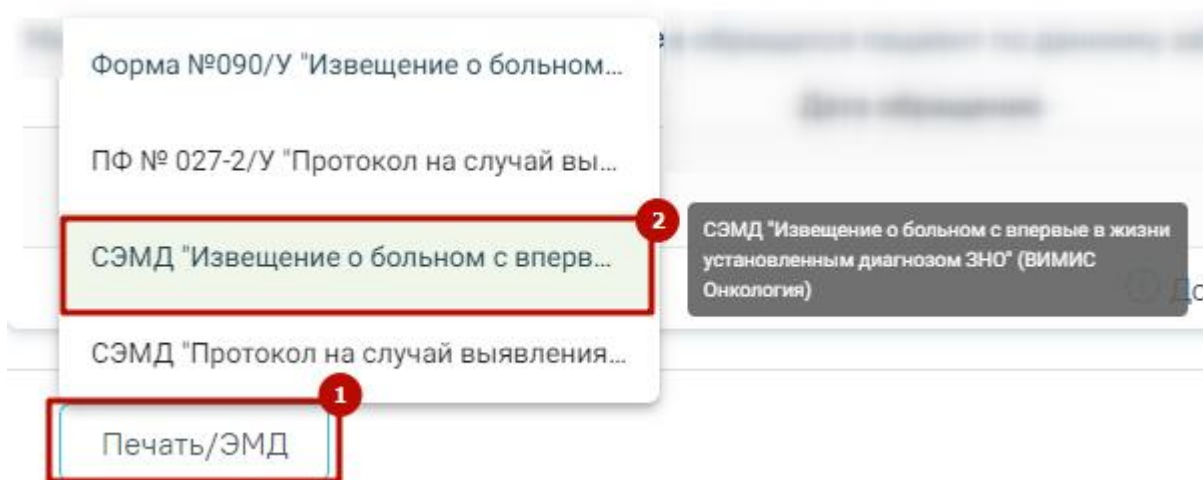 Форма №090/У "Извещение о больном...
ПФ № 027-2/У "Протокол на случай вы...
2
СЭМД "Извещение о больном с вперв...
СЭМД "Извещение о больном с впервые в жизни
установленным диагнозом ЗНО" (ВИМИС
Онкология)
СЭМД "Протокол на случай выявления...
1
Печать/ЭМД